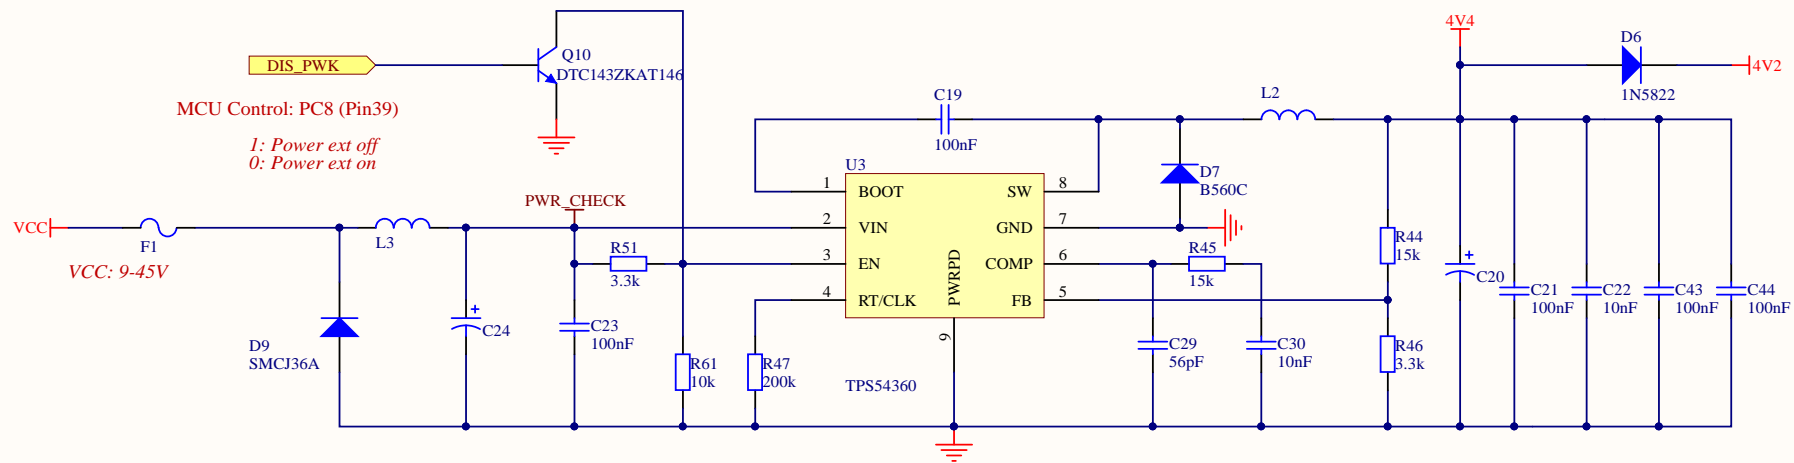 4V4
D6
4V2
1N5822
Q10
DTC143ZKAT146
DIS_PWK
MCU Control: PC8 (Pin39)
1: Power ext off
0: Power ext on
C19
100nF
L2
U3
1
BOOT
SW
8
D7
B560C
PWR_CHECK
VCC
F1
L3
2
VIN
GND
7
VCC: 9-45V
R51
3.3k
3
EN
COMP
6
R45
15k
R44
15k
4
RT/CLK
FB
5
PWRPD
9
C20
C21
100nF
C22
10nF
C43
100nF
C44
100nF
D9
SMCJ36A
C24
C23
100nF
R61
10k
R47
200k
TPS54360
C29
56pF
C30
10nF
R46
3.3k